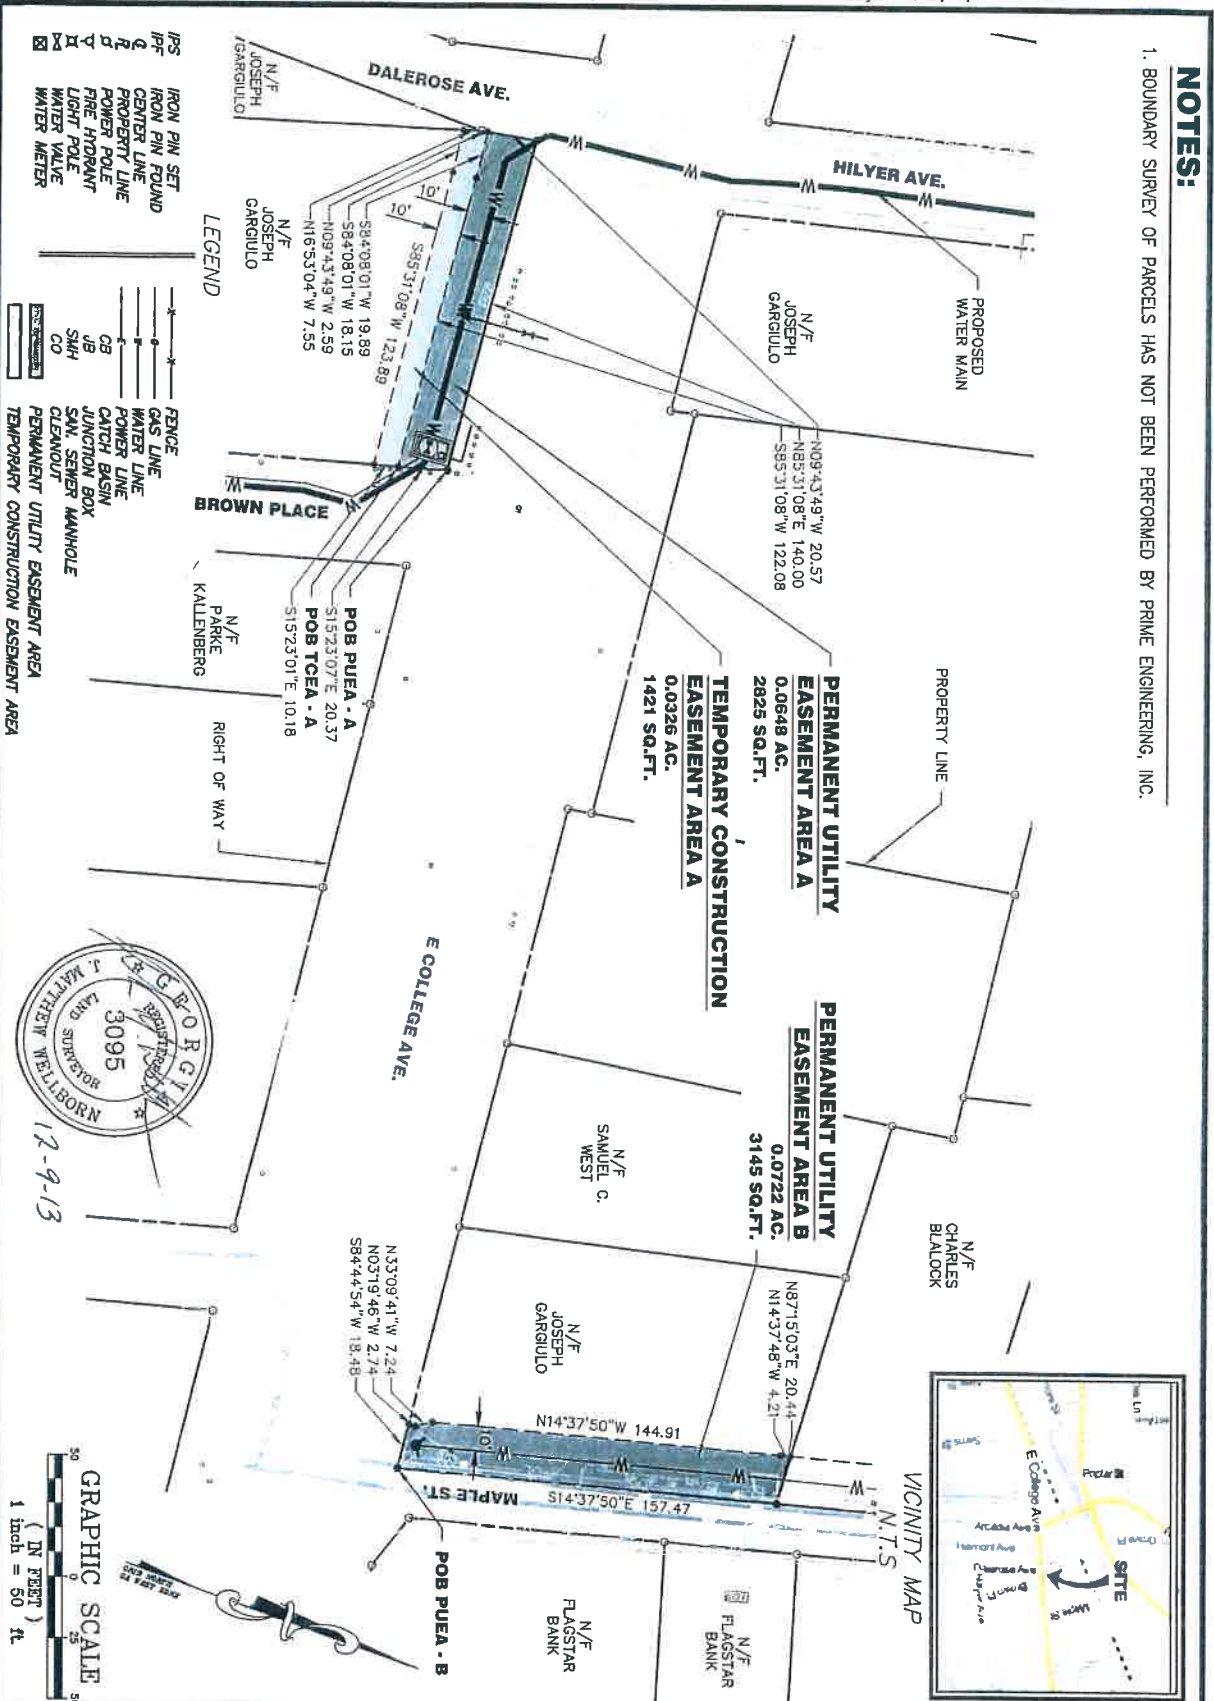 NOTES:
1. BOUNDARY SURVEY OF PARCELS HAS NOT BEEN PERFORMED BY PRIME ENGINEERING, INC.
DALEROSE AVE.
HILYER AVE.
PROPOSED
WATER MAIN
N/F
JOSEPH
GARGIULO
N/F
JOSEPH
GARGIULO
N/F
JOSEPH
GARGIULO
10'
10'
S85°31'08"W 123.89
S84°08'01"W 19.89
S84°08'01"W 18.15
N09°43'49"W 2.59
N16°53'04"W 7.55
N09°43'49"W 20.57
N85°31'08"E 140.00
S85°31'08"W 122.08
BROWN PLACE
POB PUEA - A
S15°23'07"E 20.37
POB TCEA - A
S15°23'01"E 10.18
N/F
PARKE
KALLENBERG
PERMANENT UTILITY
EASEMENT AREA A
0.0648 AC.
2825 SQ.FT.
TEMPORARY CONSTRUCTION
EASEMENT AREA A
0.0326 AC.
1421 SQ.FT.
PROPERTY LINE
RIGHT OF WAY
E COLLEGE AVE.
PERMANENT UTILITY
EASEMENT AREA B
0.0722 AC.
3145 SQ.FT.
N/F
SAMUEL C.
WEST
N/F
CHARLES
BLALOCK
N/F
JOSEPH
GARGIULO
N87°15'03"E 20.44
N14°37'48"W 4.21
N33°09'41"W 7.24
N03°19'46"W 2.74
S84°44'54"W 18.48
N14°37'50"W 144.91
10'
S14°37'50"E 157.47
MAPLE ST.
POB PUEA - B
N/F
FLAGSTAR
BANK
N/F
FLAGSTAR
BANK
SITE
E College Ave
Poplar
Arcadia Ave
VICINITY MAP
N.T.S
GEORGIA
REGISTERED
3095
LAND SURVEYOR
J. MATTHEW WELLBORN
12-9-13
LEGEND
IPS IRON PIN SET
IPF IRON PIN FOUND
CENTER LINE
PROPERTY LINE
POWER POLE
FIRE HYDRANT
LIGHT POLE
WATER VALVE
WATER METER
FENCE
GAS LINE
WATER LINE
POWER LINE
CB CATCH BASIN
JB JUNCTION BOX
SMH SAN. SEWER MANHOLE
CO CLEANOUT
PERMANENT UTILITY EASEMENT AREA
TEMPORARY CONSTRUCTION EASEMENT AREA
GRAPHIC SCALE
50 0 25 50
( IN FEET )
1 inch = 50 ft.